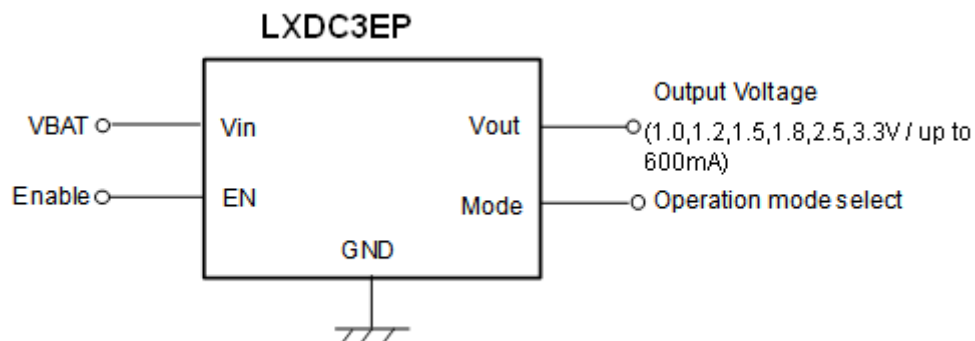 LXDC3EP
VBAT
Vin
Vout
Output Voltage
(1.0,1.2,1.5,1.8,2.5,3.3V / up to
600mA)
Enable
EN
Mode
Operation mode select
GND